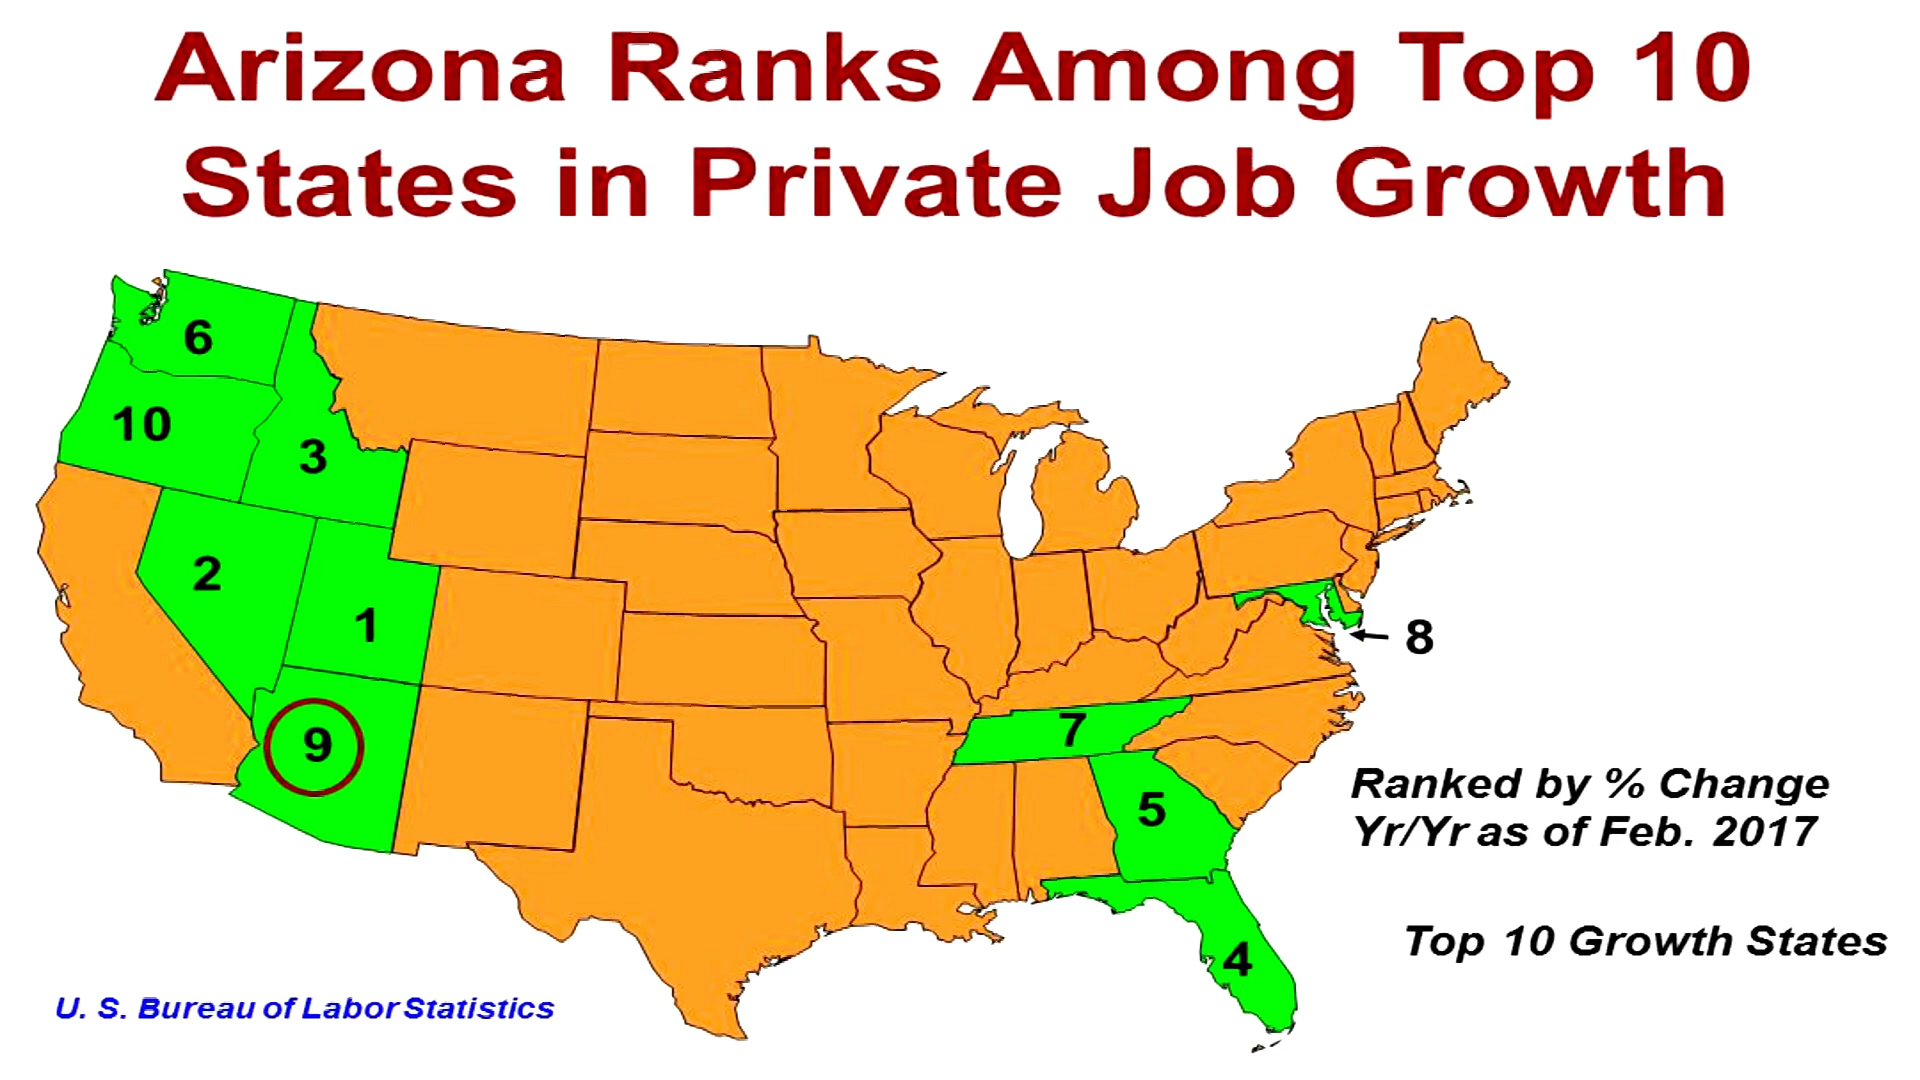 Arizona Ranks Among Top 10
States in Private Job Growth
6
10
3
2
1
8
9
7
5
Ranked by % Change
Yr/Yr as of Feb. 2017
Top 10 Growth States
4
U. S. Bureau of Labor Statistics